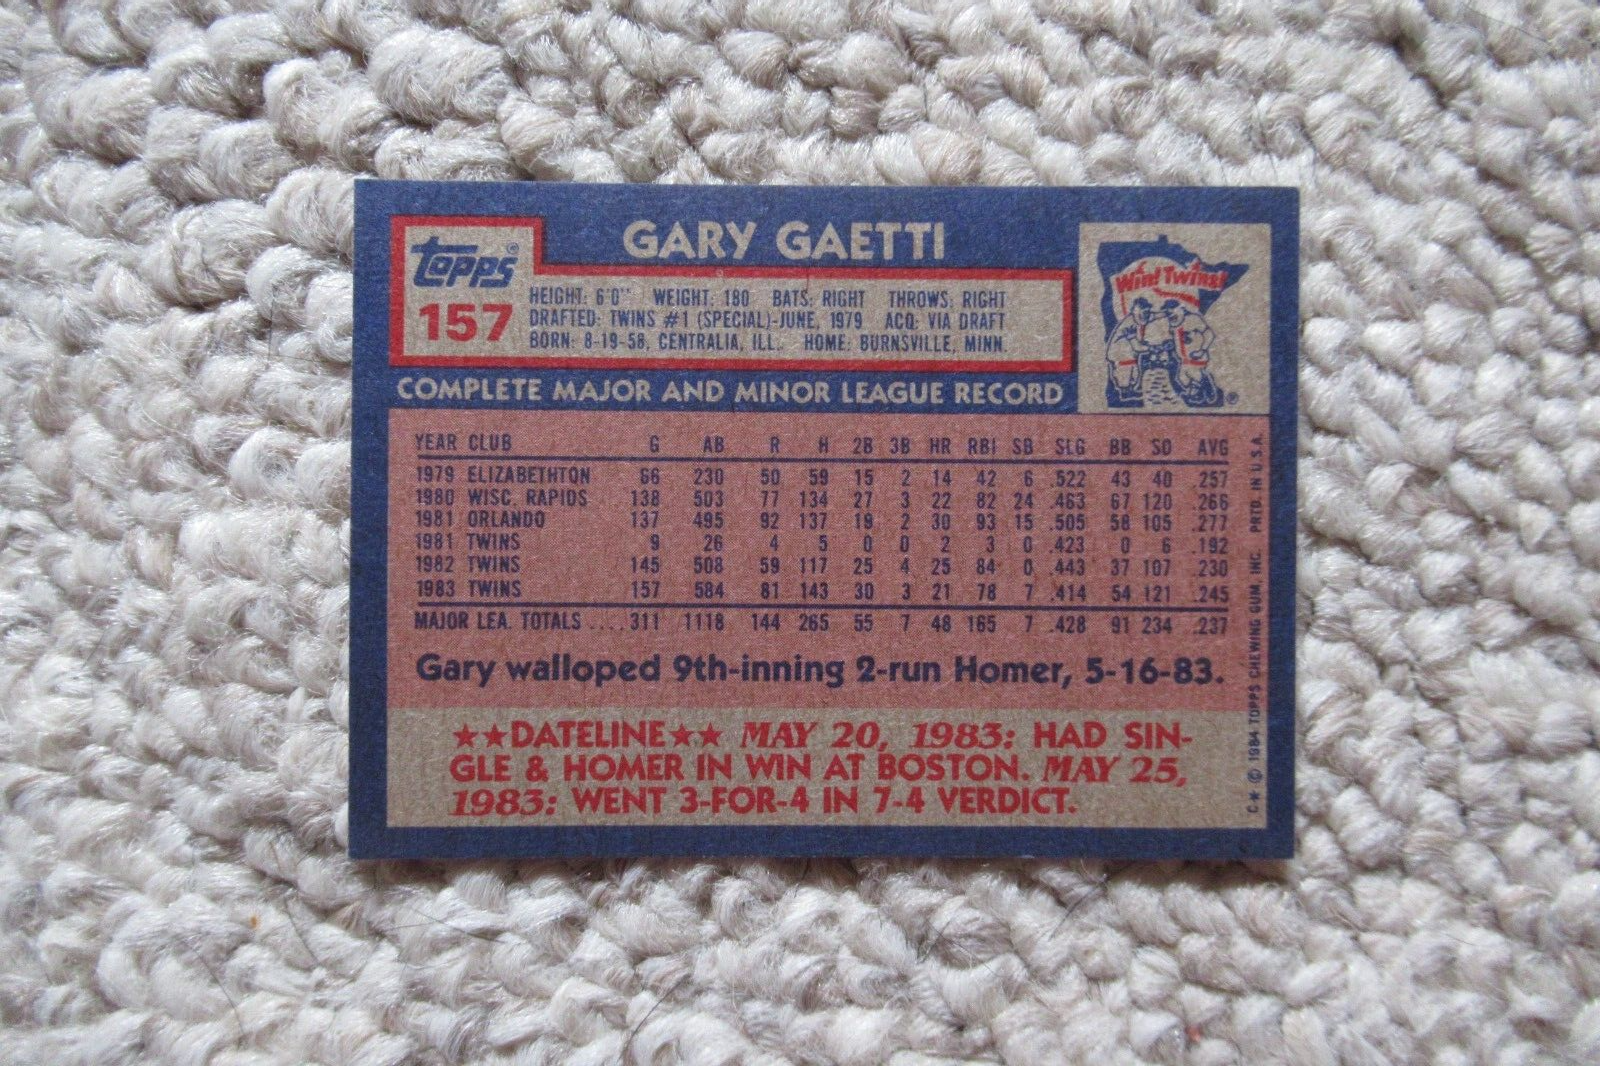 GARY GAETTI
topps®
157
HEIGHT: 6'0" WEIGHT: 180 BATS: RIGHT THROWS: RIGHT
DRAFTED: TWINS #1 (SPECIAL)-JUNE, 1979 ACQ: VIA DRAFT
BORN: 8-19-58, CENTRALIA, ILL. HOME: BURNSVILLE, MINN.
Win! Twins!
®
COMPLETE MAJOR AND MINOR LEAGUE RECORD
YEAR CLUB G AB R H 2B 3B HR RBI SB SLG BB SO AVG
1979 ELIZABETHTON 66 230 50 59 15 2 14 42 6 .522 43 40 .257
1980 WISC. RAPIDS 138 503 77 134 27 3 22 82 24 .463 67 120 .266
1981 ORLANDO 137 495 92 137 19 2 30 93 15 .505 58 105 .277
1981 TWINS 9 26 4 5 0 0 2 3 0 .423 0 6 .192
1982 TWINS 145 508 59 117 25 4 25 84 0 .443 37 107 .230
1983 TWINS 157 584 81 143 30 3 21 78 7 .414 54 121 .245
MAJOR LEA. TOTALS .... 311 1118 144 265 55 7 48 165 7 .428 91 234 .237
Gary walloped 9th-inning 2-run Homer, 5-16-83.
★★DATELINE★★ MAY 20, 1983: HAD SIN-
GLE & HOMER IN WIN AT BOSTON. MAY 25,
1983: WENT 3-FOR-4 IN 7-4 VERDICT.
C* © 1984 TOPPS CHEWING GUM, INC. PRTD. IN U.S.A.